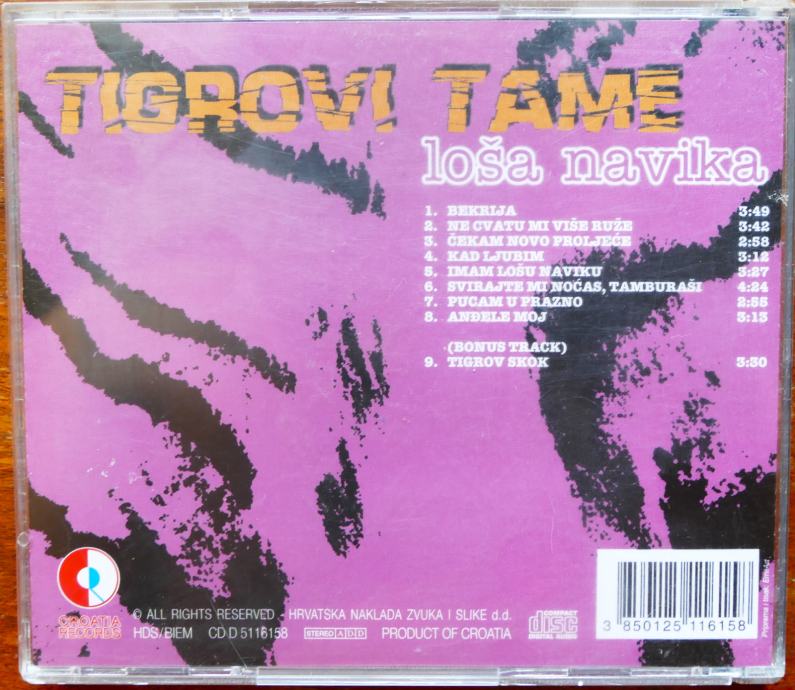 TIGROVI TAME
loša navika
1. BEKRIJA 3:49
2. NE CVATU MI VIŠE RUŽE 3:42
3. ČEKAM NOVO PROLJEĆE 2:58
4. KAD LJUBIM 3:12
5. IMAM LOŠU NAVIKU 3:27
6. SVIRAJTE MI NOĆAS, TAMBURAŠI 4:24
7. PUCAM U PRAZNO 2:55
8. ANĐELE MOJ 3:13
(BONUS TRACK)
9. TIGROV SKOK 3:30
CROATIA
RECORDS
© ALL RIGHTS RESERVED - HRVATSKA NAKLADA ZVUKA I SLIKE d.d.
HDS/BIEM CD D 5116158 STEREO ADD PRODUCT OF CROATIA
COMPACT
disc
DIGITAL AUDIO
3 850125 116158
Priprema i tisak: